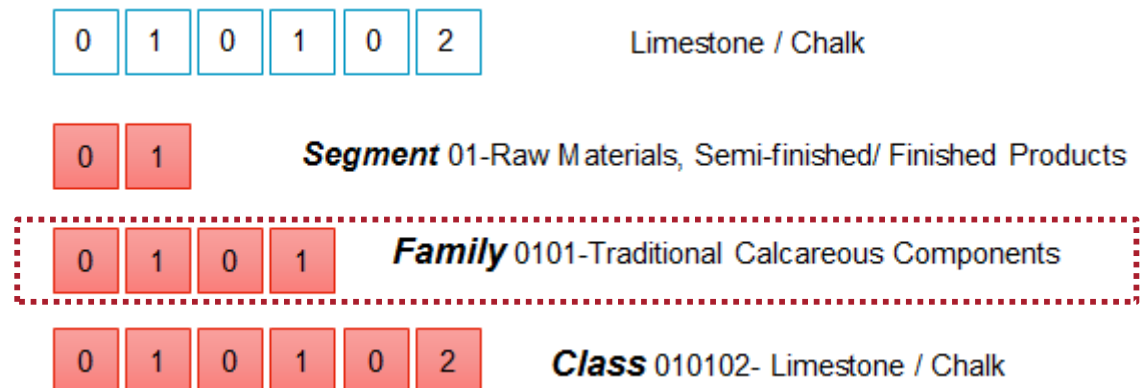 0 1 0 1 0 2 Limestone / Chalk
0 1 Segment 01-Raw Materials, Semi-finished/ Finished Products
0 1 0 1 Family 0101-Traditional Calcareous Components
0 1 0 1 0 2 Class 010102- Limestone / Chalk